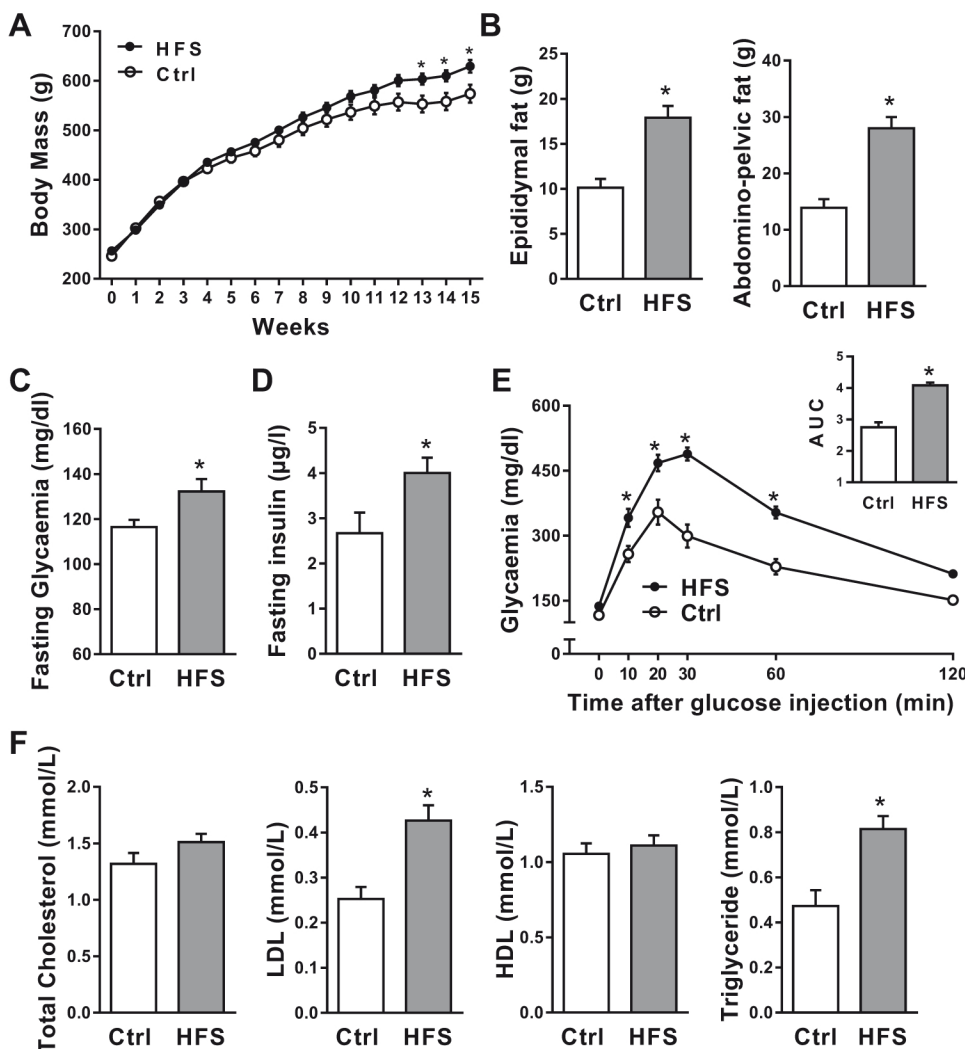 A
Body Mass (g)
700
600
500
400
300
200
HFS
Ctrl
* * *
0 1 2 3 4 5 6 7 8 9 10 11 12 13 14 15
Weeks
B
Epididymal fat (g)
25
20
15
10
5
0
*
Ctrl HFS
Abdomino-pelvic fat (g)
40
30
20
10
0
*
Ctrl HFS
C
Fasting Glycaemia (mg/dl)
160
140
120
100
80
60
*
Ctrl HFS
D
Fasting insulin (µg/l)
5
4
3
2
1
0
*
Ctrl HFS
E
Glycaemia (mg/dl)
600
450
300
150
0
* * * *
HFS
Ctrl
0 10 20 30 60 120
Time after glucose injection (min)
AUC
5
4
3
2
1
*
Ctrl HFS
F
Total Cholesterol (mmol/L)
2.0
1.5
1.0
0.5
0.0
Ctrl HFS
LDL (mmol/L)
0.6
0.4
0.2
0.0
*
Ctrl HFS
HDL (mmol/L)
1.5
1.0
0.5
0.0
Ctrl HFS
Triglyceride (mmol/L)
1.0
0.8
0.6
0.4
0.2
0.0
*
Ctrl HFS